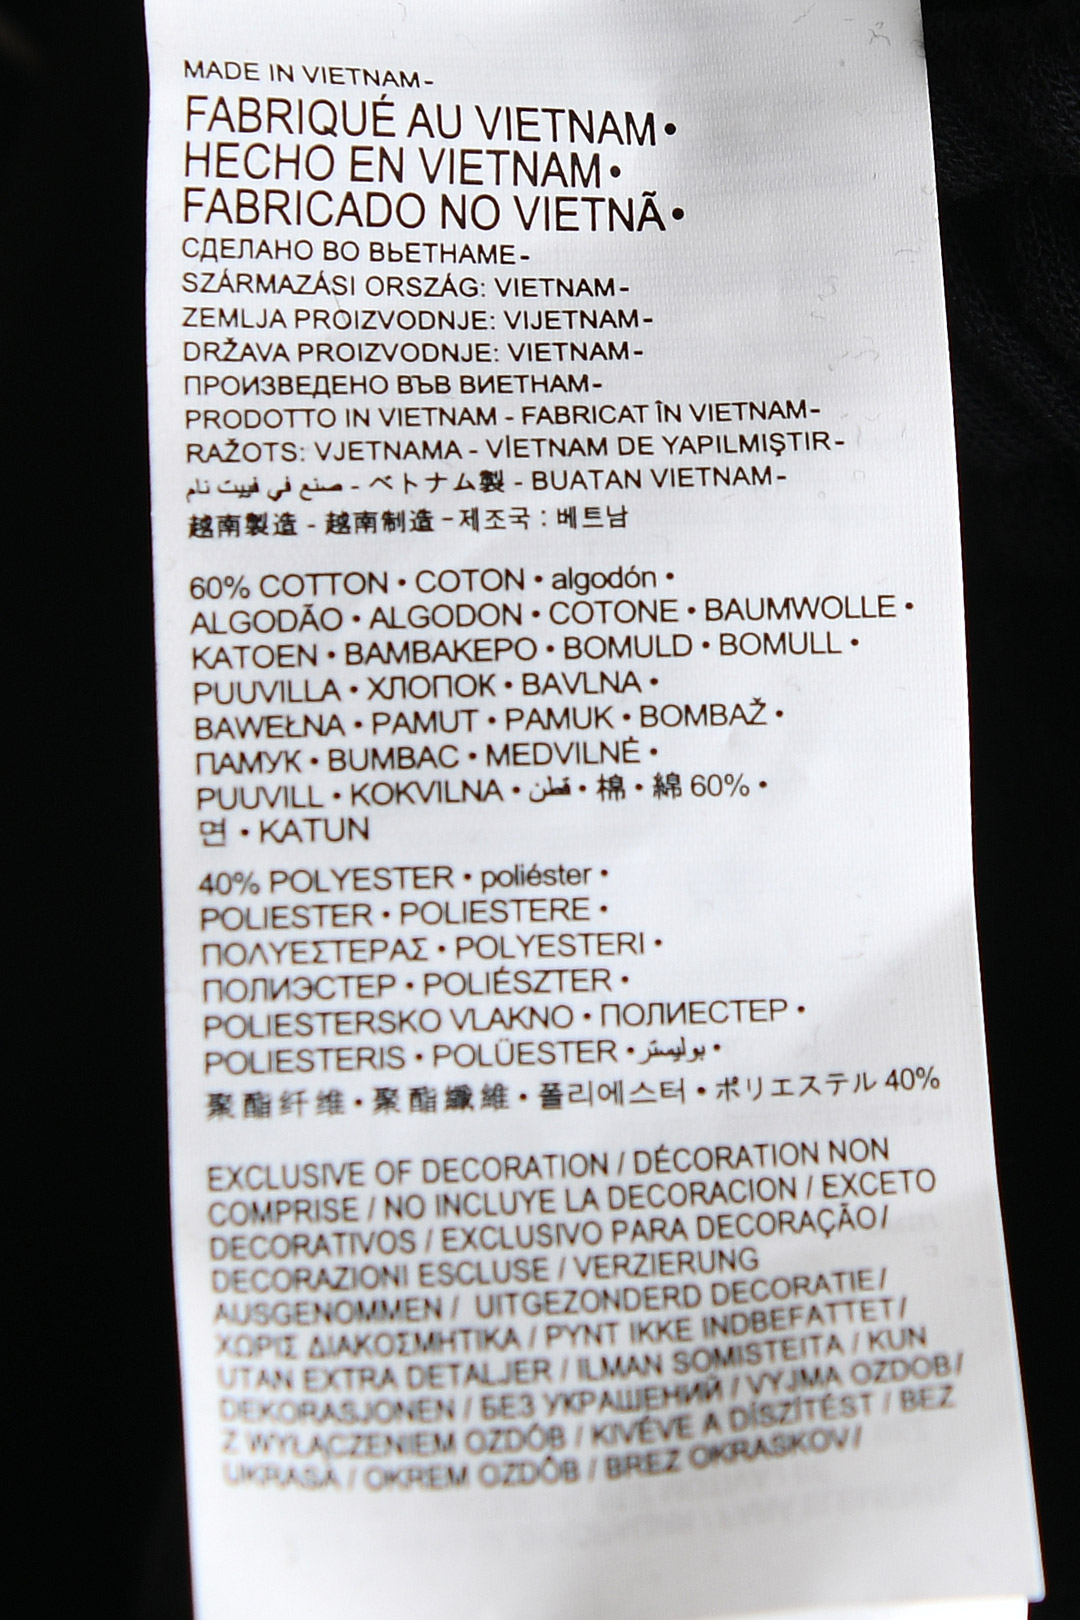 MADE IN VIETNAM-
FABRIQUÉ AU VIETNAM•
HECHO EN VIETNAM•
FABRICADO NO VIETNÃ•
СДЕЛАНО ВО ВЬЕТНАМЕ-
SZÁRMAZÁSI ORSZÁG: VIETNAM-
ZEMLJA PROIZVODNJE: VIJETNAM-
DRŽAVA PROIZVODNJE: VIETNAM-
ПРОИЗВЕДЕНО ВЪВ ВИЕТНАМ-
PRODOTTO IN VIETNAM - FABRICAT ÎN VIETNAM-
RAŽOTS: VJETNAMA - VİETNAM DE YAPILMIŞTIR-
صنع في فييت نام - ベトナム製 - BUATAN VIETNAM-
越南製造 - 越南制造 -제조국 : 베트남
60% COTTON • COTON • algodón •
ALGODÃO • ALGODON • COTONE • BAUMWOLLE •
KATOEN • ΒΑΜΒΑΚΕΡΟ • BOMULD • BOMULL •
PUUVILLA • ХЛОПОК • BAVLNA •
BAWEŁNA • PAMUT • PAMUK • BOMBAŽ •
ПАМУК • BUMBAC • MEDVILNĖ •
PUUVILL • KOKVILNA • قطن • 棉 • 綿 60% •
면 • KATUN
40% POLYESTER • poliéster •
POLIESTER • POLIESTERE •
ΠΟΛΥΕΣΤΕΡΑΣ • POLYESTERI •
ПОЛИЭСТЕР • POLIÉSZTER •
POLIESTERSKO VLAKNO • ПОЛИЕСТЕР •
POLIESTERIS • POLÜESTER • بوليستر •
聚酯纤维 • 聚酯纖維 • 폴리에스터 • ポリエステル 40%
EXCLUSIVE OF DECORATION / DÉCORATION NON
COMPRISE / NO INCLUYE LA DECORACION / EXCETO
DECORATIVOS / EXCLUSIVO PARA DECORAÇÃO/
DECORAZIONI ESCLUSE / VERZIERUNG
AUSGENOMMEN / UITGEZONDERD DECORATIE/
ΧΩΡΙΣ ΔΙΑΚΟΣΜΗΤΙΚΑ / PYNT IKKE INDBEFATTET/
UTAN EXTRA DETALJER / ILMAN SOMISTEITA / KUN
DEKORASJONEN / БЕЗ УКРАШЕНИЙ / VYJMA OZDOB/
Z WYŁĄCZENIEM OZDÓB / KIVÉVE A DÍSZÍTÉST / BEZ
UKRASA / OKREM OZDÔB / BREZ OKRASKOV/